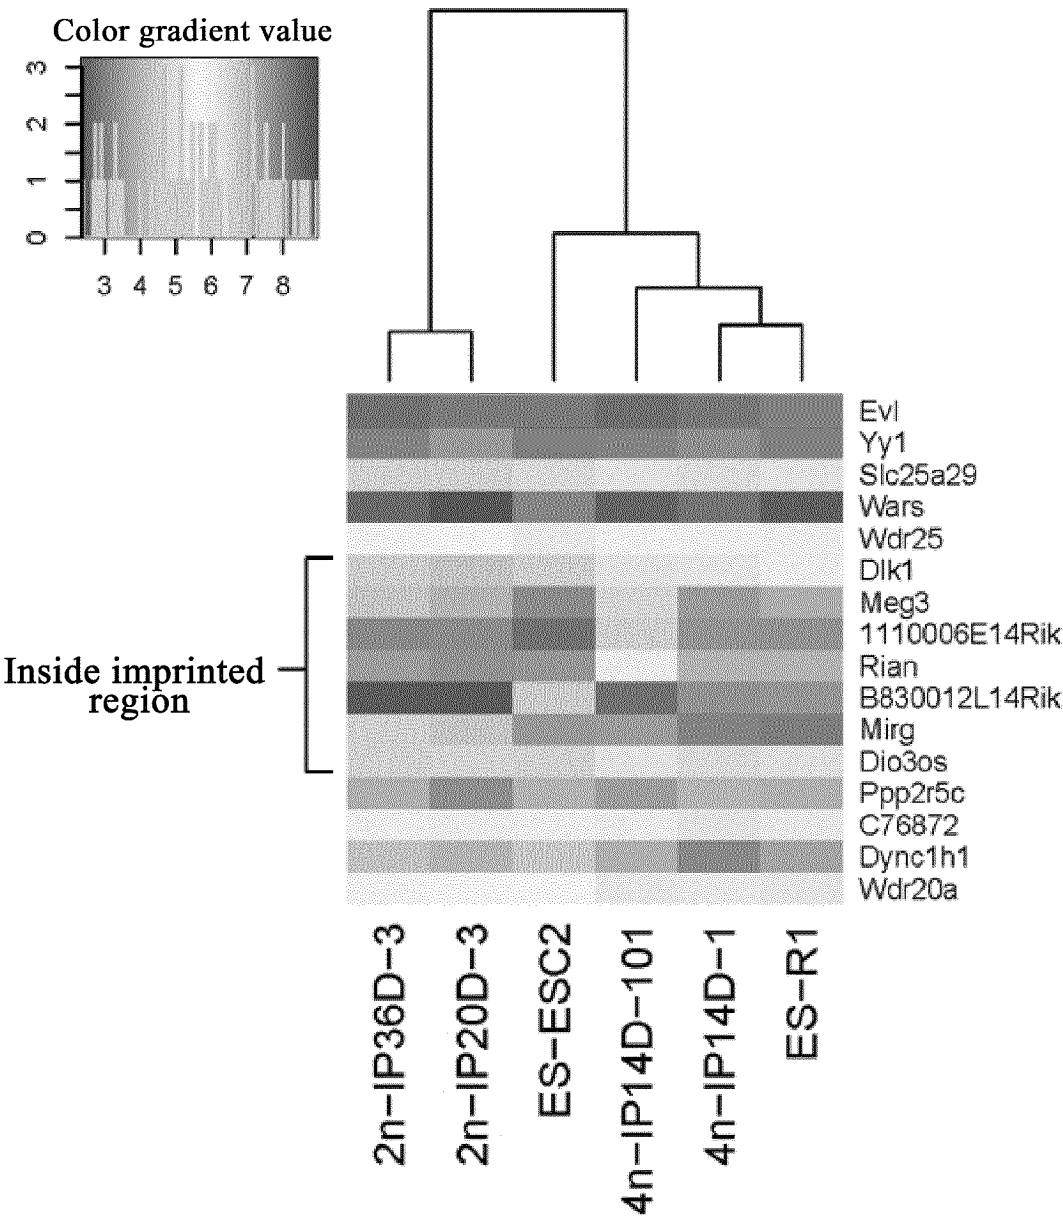 Color gradient value
3
2
1
0
3 4 5 6 7 8
Evl
Yy1
Slc25a29
Wars
Wdr25
Dlk1
Meg3
1110006E14Rik
Rian
B830012L14Rik
Mirg
Dio3os
Ppp2r5c
C76872
Dync1h1
Wdr20a
Inside imprinted
region
2n-IP36D-3
2n-IP20D-3
ES-ESC2
4n-IP14D-101
4n-IP14D-1
ES-R1